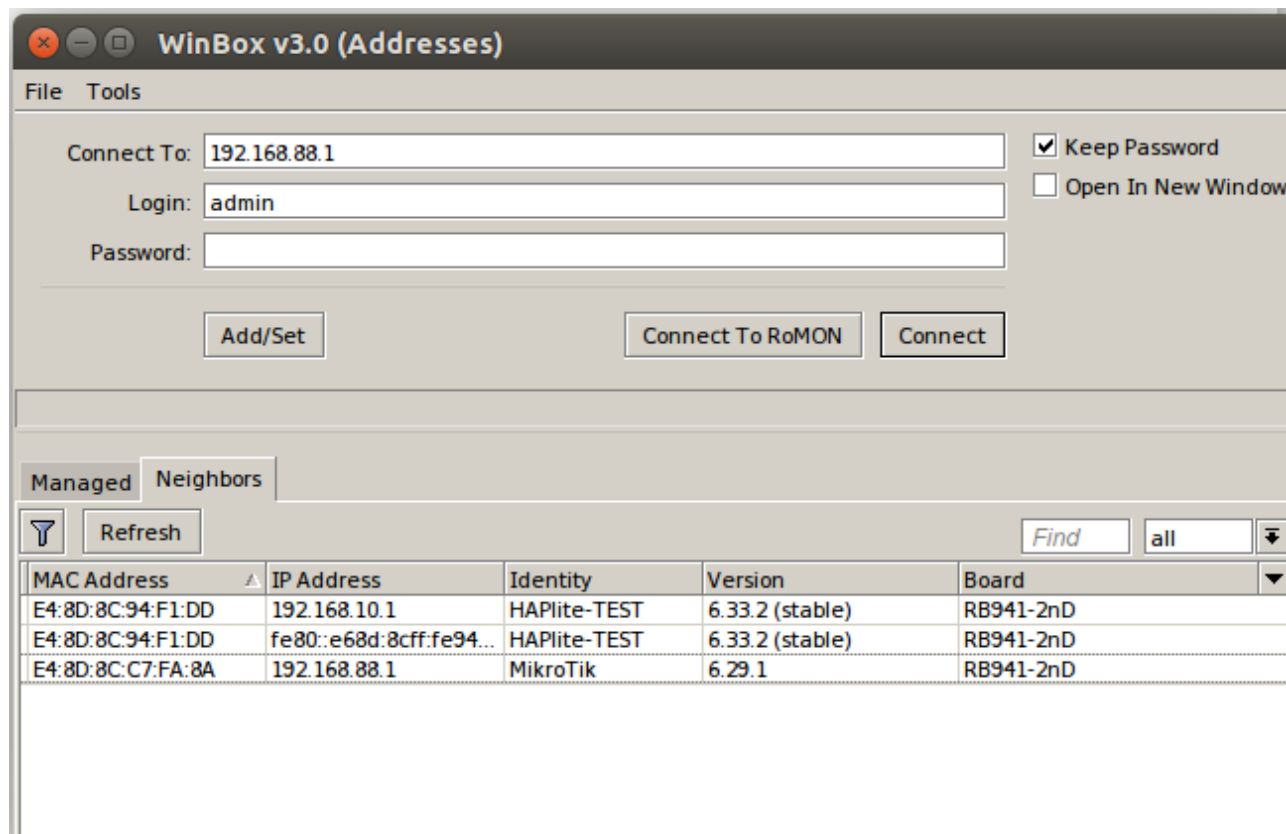 WinBox v3.0 (Addresses)
File Tools
Connect To: 192.168.88.1
Keep Password
Login: admin
Open In New Window
Password:
Add/Set Connect To RoMON Connect
Managed Neighbors
Refresh Find all
MAC Address IP Address Identity Version Board
E4:8D:8C:94:F1:DD 192.168.10.1 HAPlite-TEST 6.33.2 (stable) RB941-2nD
E4:8D:8C:94:F1:DD fe80::e68d:8cff:fe94... HAPlite-TEST 6.33.2 (stable) RB941-2nD
E4:8D:8C:C7:FA:8A 192.168.88.1 MikroTik 6.29.1 RB941-2nD